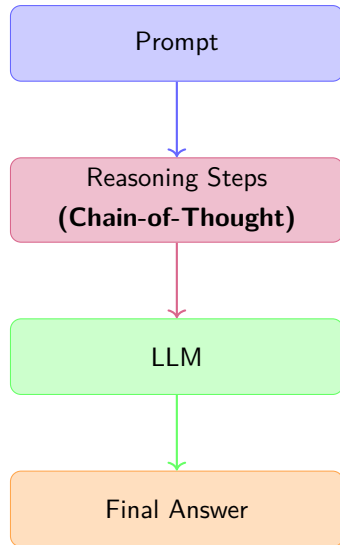 Prompt
Reasoning Steps
(Chain-of-Thought)
LLM
Final Answer